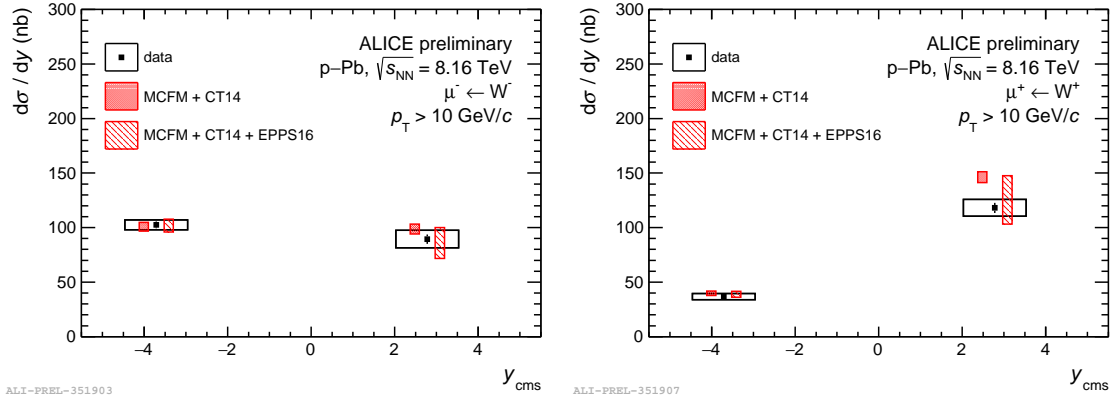 dσ / dy (nb)
300
250
200
150
100
50
0
ALICE preliminary
p−Pb, √sNN = 8.16 TeV
μ- ← W-
pT > 10 GeV/c
data
MCFM + CT14
MCFM + CT14 + EPPS16
−4 −2 0 2 4
ycms
ALI-PREL-351903
dσ / dy (nb)
300
250
200
150
100
50
0
ALICE preliminary
p−Pb, √sNN = 8.16 TeV
μ+ ← W+
pT > 10 GeV/c
data
MCFM + CT14
MCFM + CT14 + EPPS16
−4 −2 0 2 4
ycms
ALI-PREL-351907